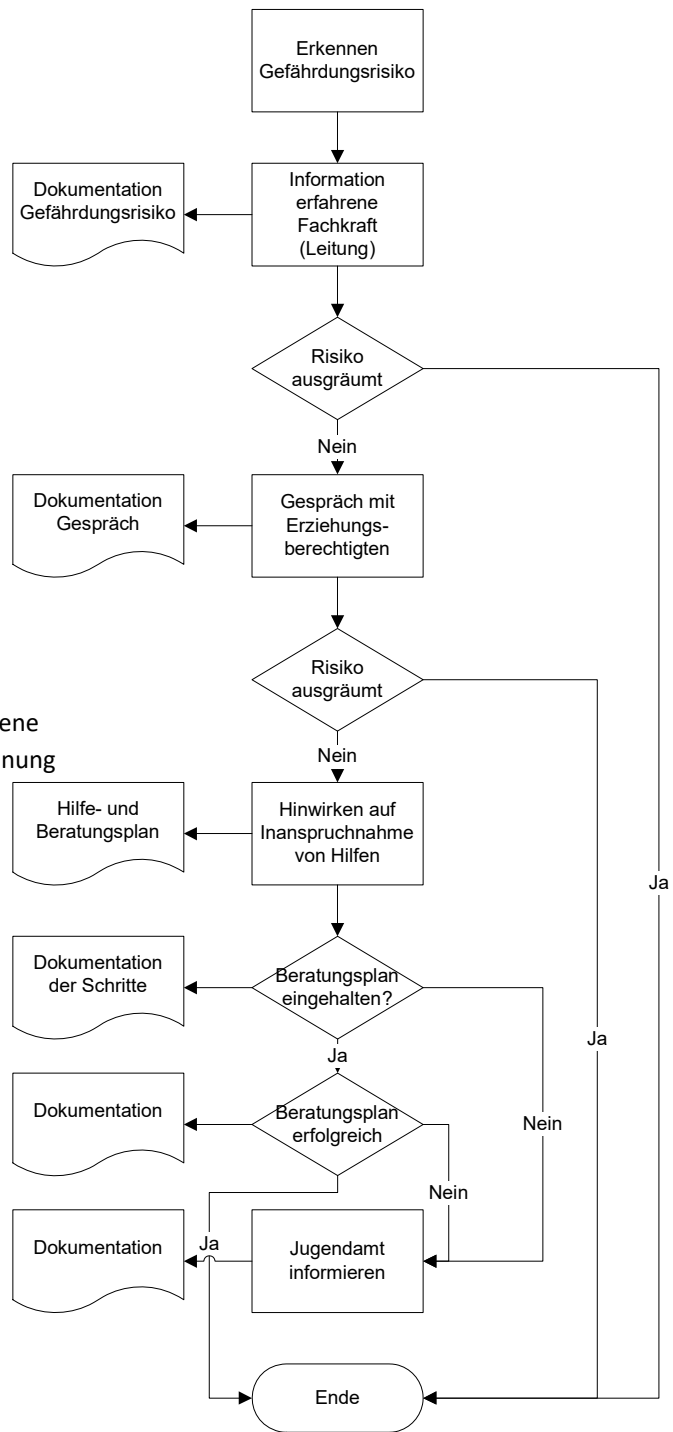 Erkennen
Gefährdungsrisiko
Dokumentation
Gefährdungsrisiko
Information
erfahrene
Fachkraft
(Leitung)
Risiko
ausgräumt
Nein
Dokumentation
Gespräch
Gespräch mit
Erziehungs-
berechtigten
Risiko
ausgräumt
ene
nung
Nein
Hilfe- und
Beratungsplan
Hinwirken auf
Inanspruchnahme
von Hilfen
Ja
Dokumentation
der Schritte
Beratungsplan
eingehalten?
Ja
Ja
Dokumentation
Beratungsplan
erfolgreich
Nein
Nein
Dokumentation
Ja
Jugendamt
informieren
Ende